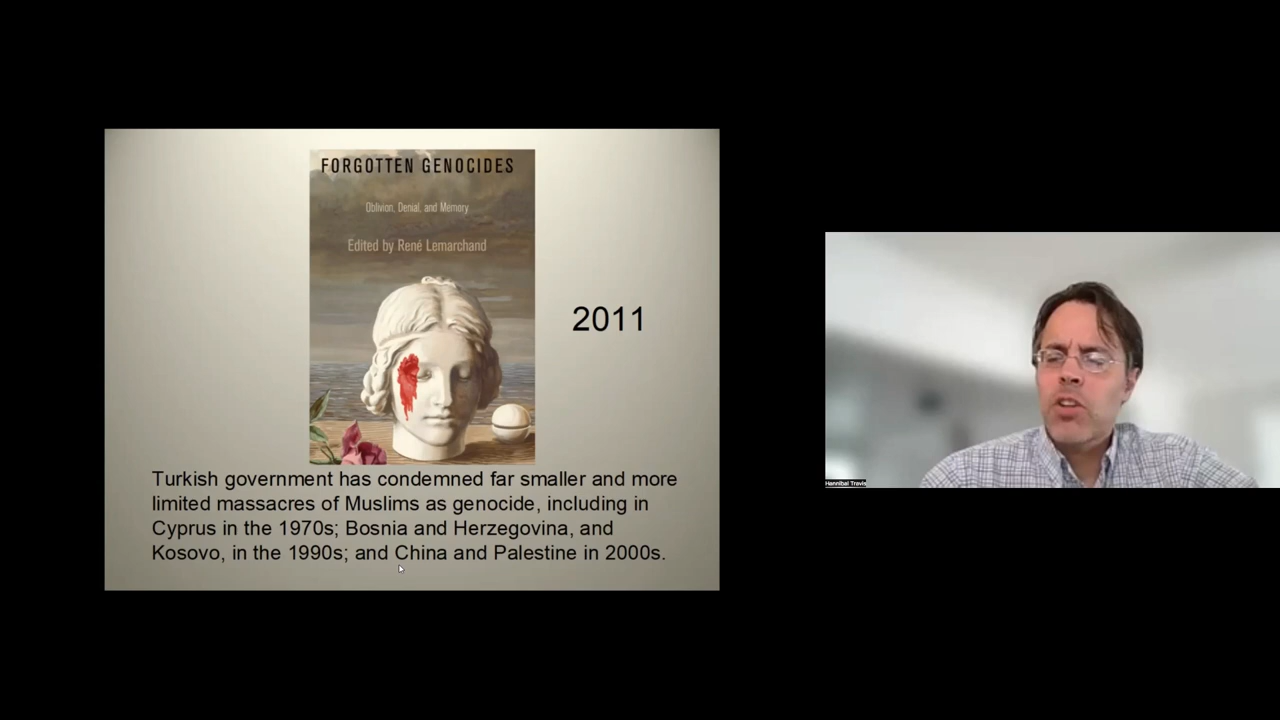 FORGOTTEN GENOCIDES
Oblivion, Denial, and Memory
Edited by René Lemarchand
2011
Turkish government has condemned far smaller and more
limited massacres of Muslims as genocide, including in
Cyprus in the 1970s; Bosnia and Herzegovina, and
Kosovo, in the 1990s; and China and Palestine in 2000s.
Hannibal Travis